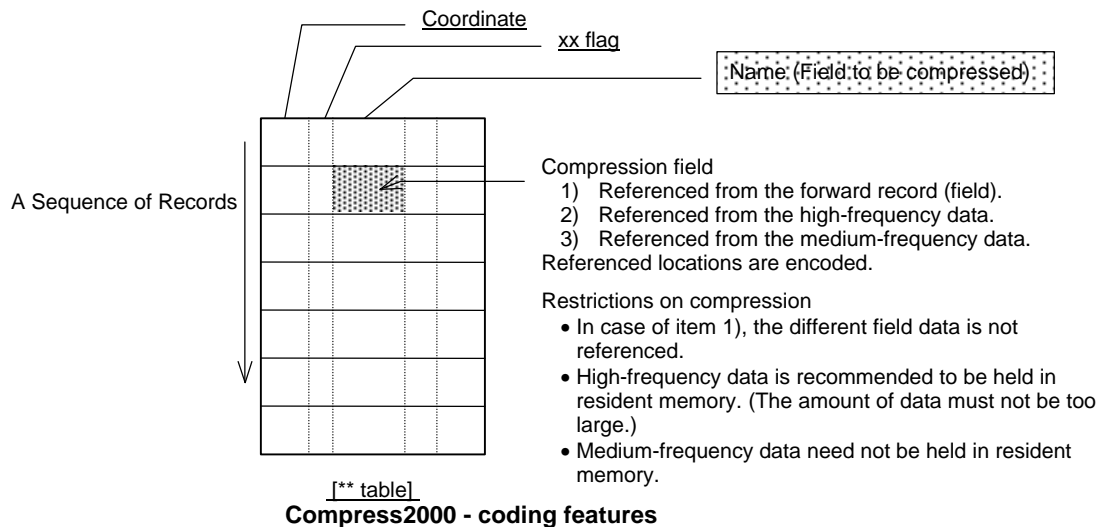 Coordinate
xx flag
Name (Field to be compressed)
A Sequence of Records
Compression field
1) Referenced from the forward record (field).
2) Referenced from the high-frequency data.
3) Referenced from the medium-frequency data.
Referenced locations are encoded.
Restrictions on compression
• In case of item 1), the different field data is not
referenced.
• High-frequency data is recommended to be held in
resident memory. (The amount of data must not be too
large.)
• Medium-frequency data need not be held in resident
memory.
[** table]
Compress2000 - coding features